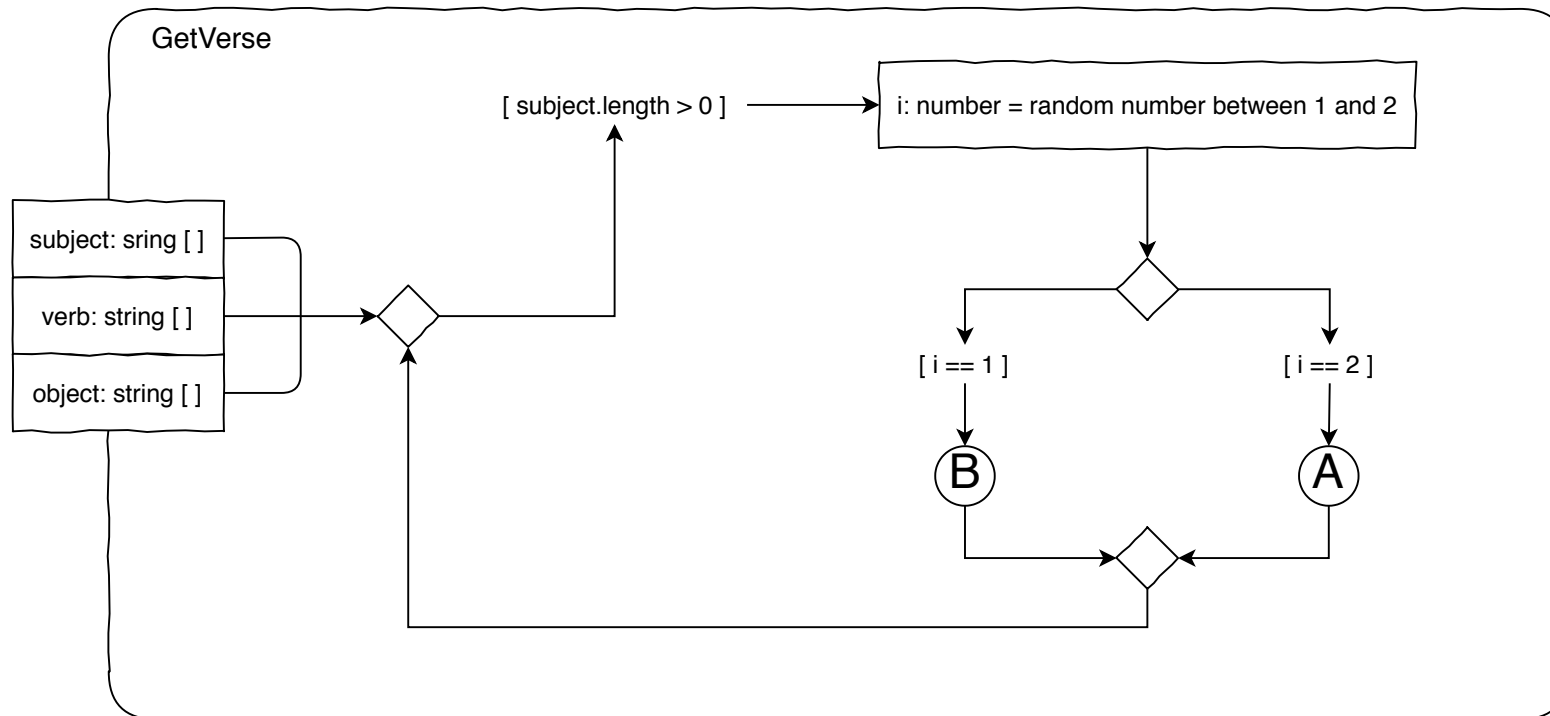 GetVerse
[ subject.length > 0 ]
i: number = random number between 1 and 2
subject: sring [ ]
verb: string [ ]
object: string [ ]
[ i == 1 ]
[ i == 2 ]
B
A